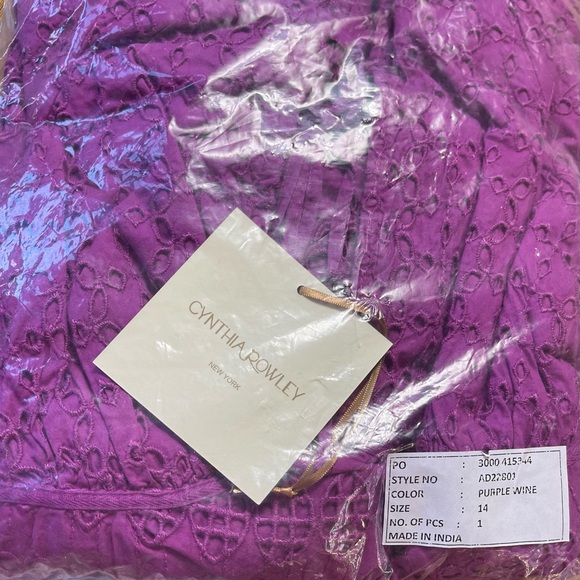 CYNTHIA ROWLEY
NEW YORK
PO : 3000415344
STYLE NO : AD22801
COLOR : PURPLE WINE
SIZE : 14
NO. OF PCS : 1
MADE IN INDIA